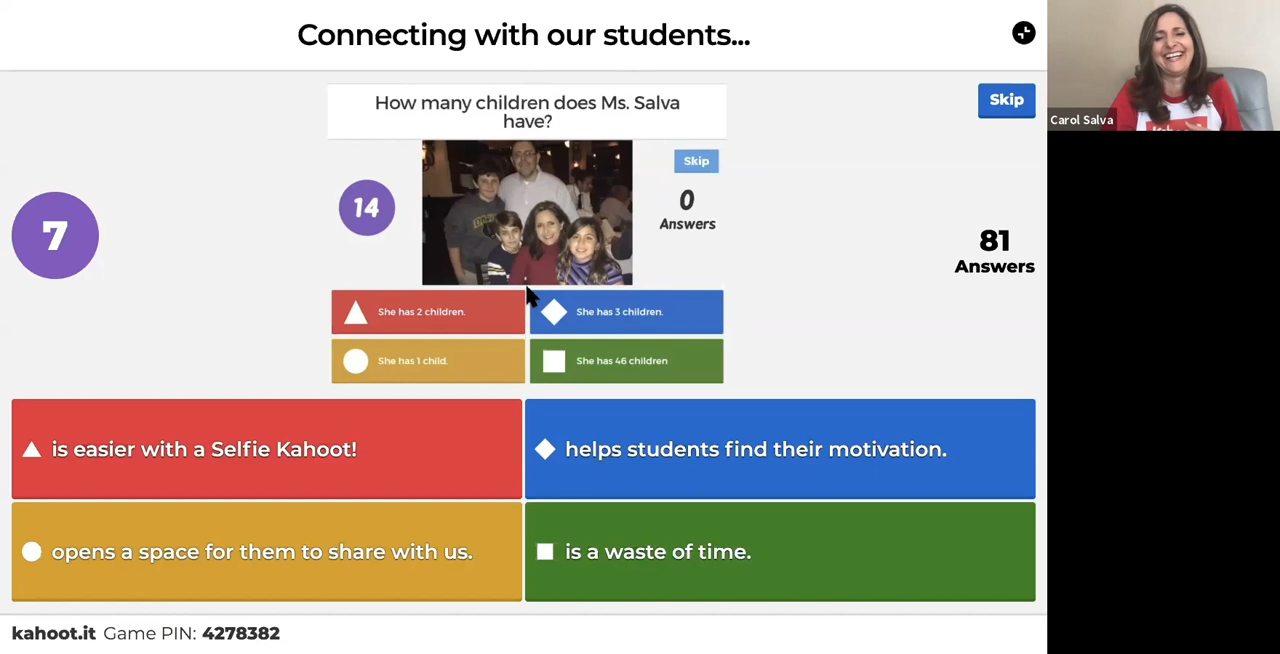 Connecting with our students...
Skip
Carol Salva
Kahoot!
How many children does Ms. Salva
have?
Skip
14
0
Answers
7
81
Answers
She has 2 children.
She has 3 children.
She has 1 child.
She has 46 children
is easier with a Selfie Kahoot!
helps students find their motivation.
opens a space for them to share with us.
is a waste of time.
kahoot.it Game PIN: 4278382